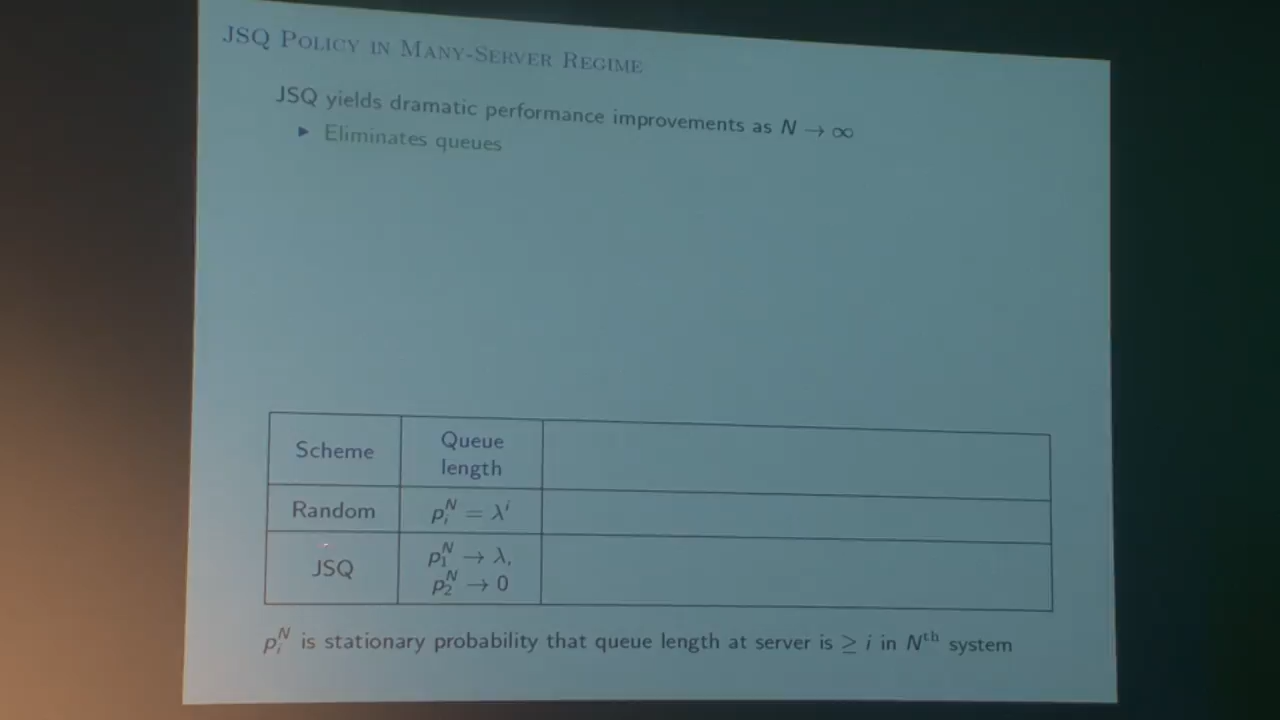 JSQ Policy in Many-Server Regime
JSQ yields dramatic performance improvements as N → ∞
▶ Eliminates queues
Scheme
Queue
length
Random
p_i^N = λ^i
JSQ
p_1^N → λ,
p_2^N → 0
p_i^N is stationary probability that queue length at server is ≥ i in N^th system